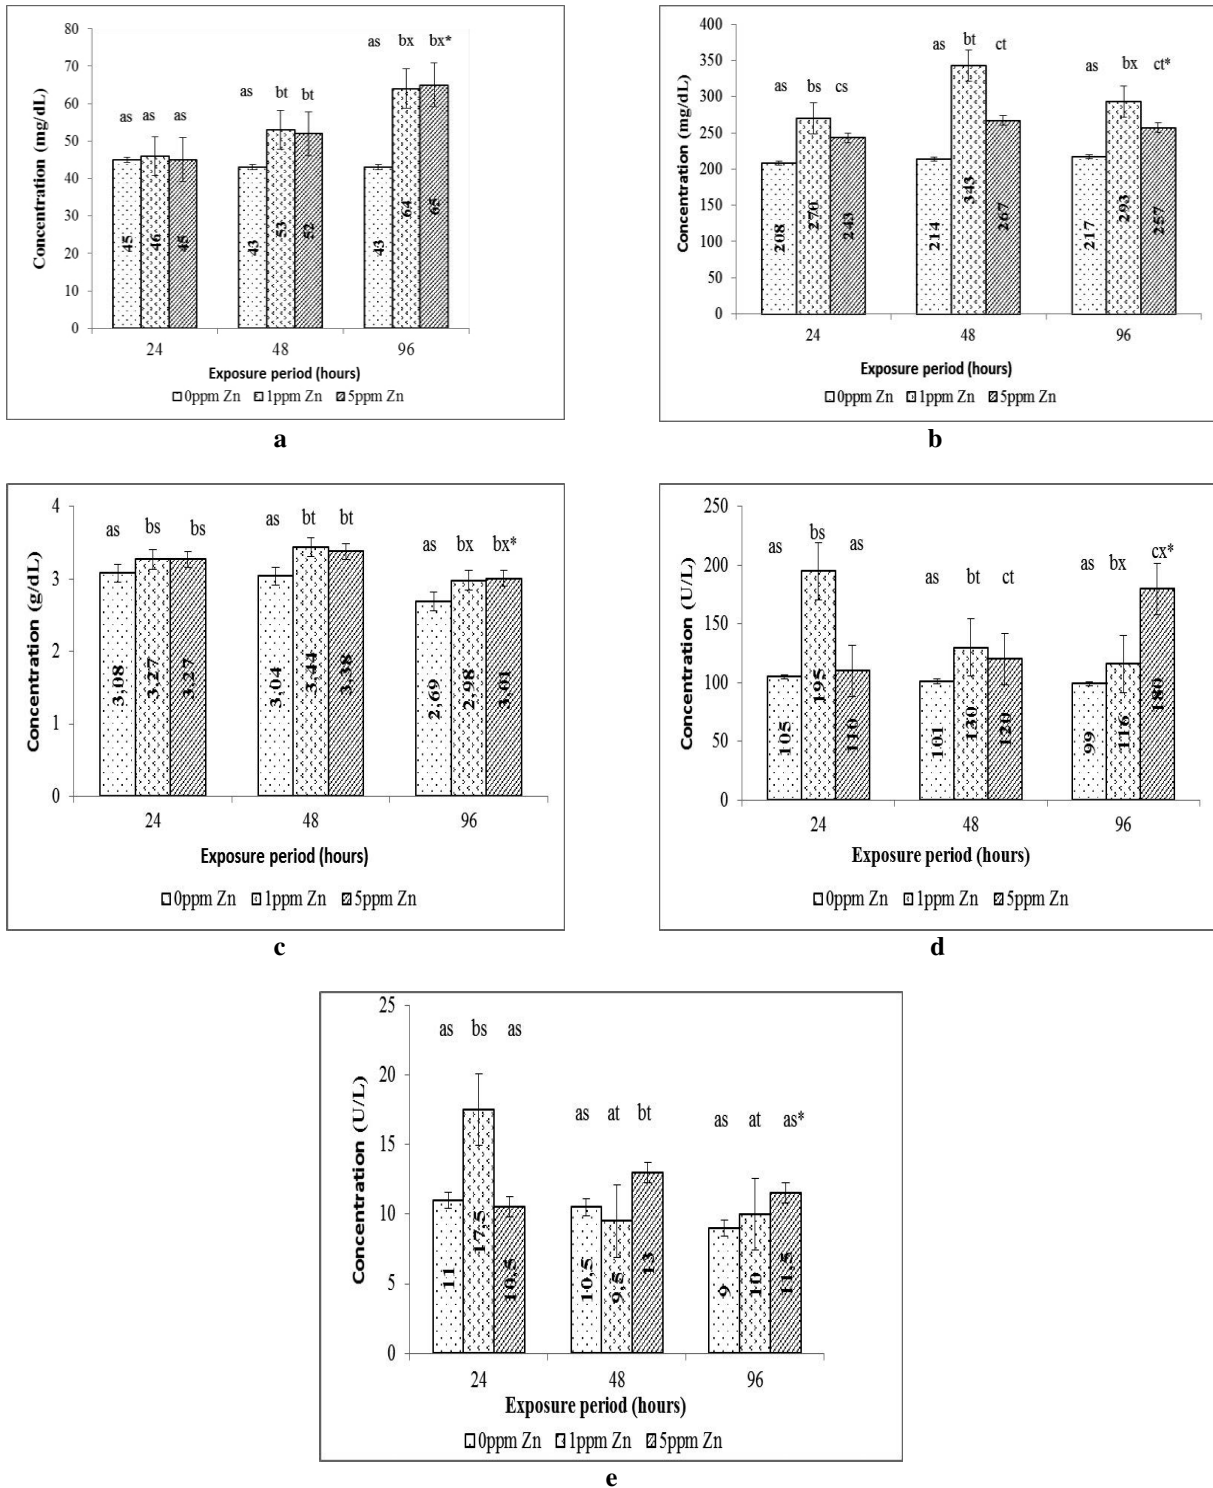 Concentration (mg/dL)
80
70
60
50
40
30
20
10
0
as as as
as bt bt
as bx bx*
45 46 45
43 53 52
43 64 65
24 48 96
Exposure period (hours)
0ppm Zn 1ppm Zn 5ppm Zn
a
Concentration (mg/dL)
400
350
300
250
200
150
100
50
0
as bs cs
as bt ct
as bx ct*
208 270 243
214 343 267
217 293 257
24 48 96
Exposure period (hours)
0ppm Zn 1ppm Zn 5ppm Zn
b
Concentration (g/dL)
4
3
2
1
0
as bs bs
as bt bt
as bx bx*
3,08 3,27 3,27
3,04 3,44 3,38
2,69 2,98 3,01
24 48 96
Exposure period (hours)
0ppm Zn 1ppm Zn 5ppm Zn
c
Concentration (U/L)
250
200
150
100
50
0
as bs as
as bt ct
as bx cx*
105 195 110
101 130 120
99 116 180
24 48 96
Exposure period (hours)
0ppm Zn 1ppm Zn 5ppm Zn
d
Concentration (U/L)
25
20
15
10
5
0
as bs as
as at bt
as at as*
11 17,5 10,5
10,5 9,5 13
9 10 11,5
24 48 96
Exposure period (hours)
0ppm Zn 1ppm Zn 5ppm Zn
e